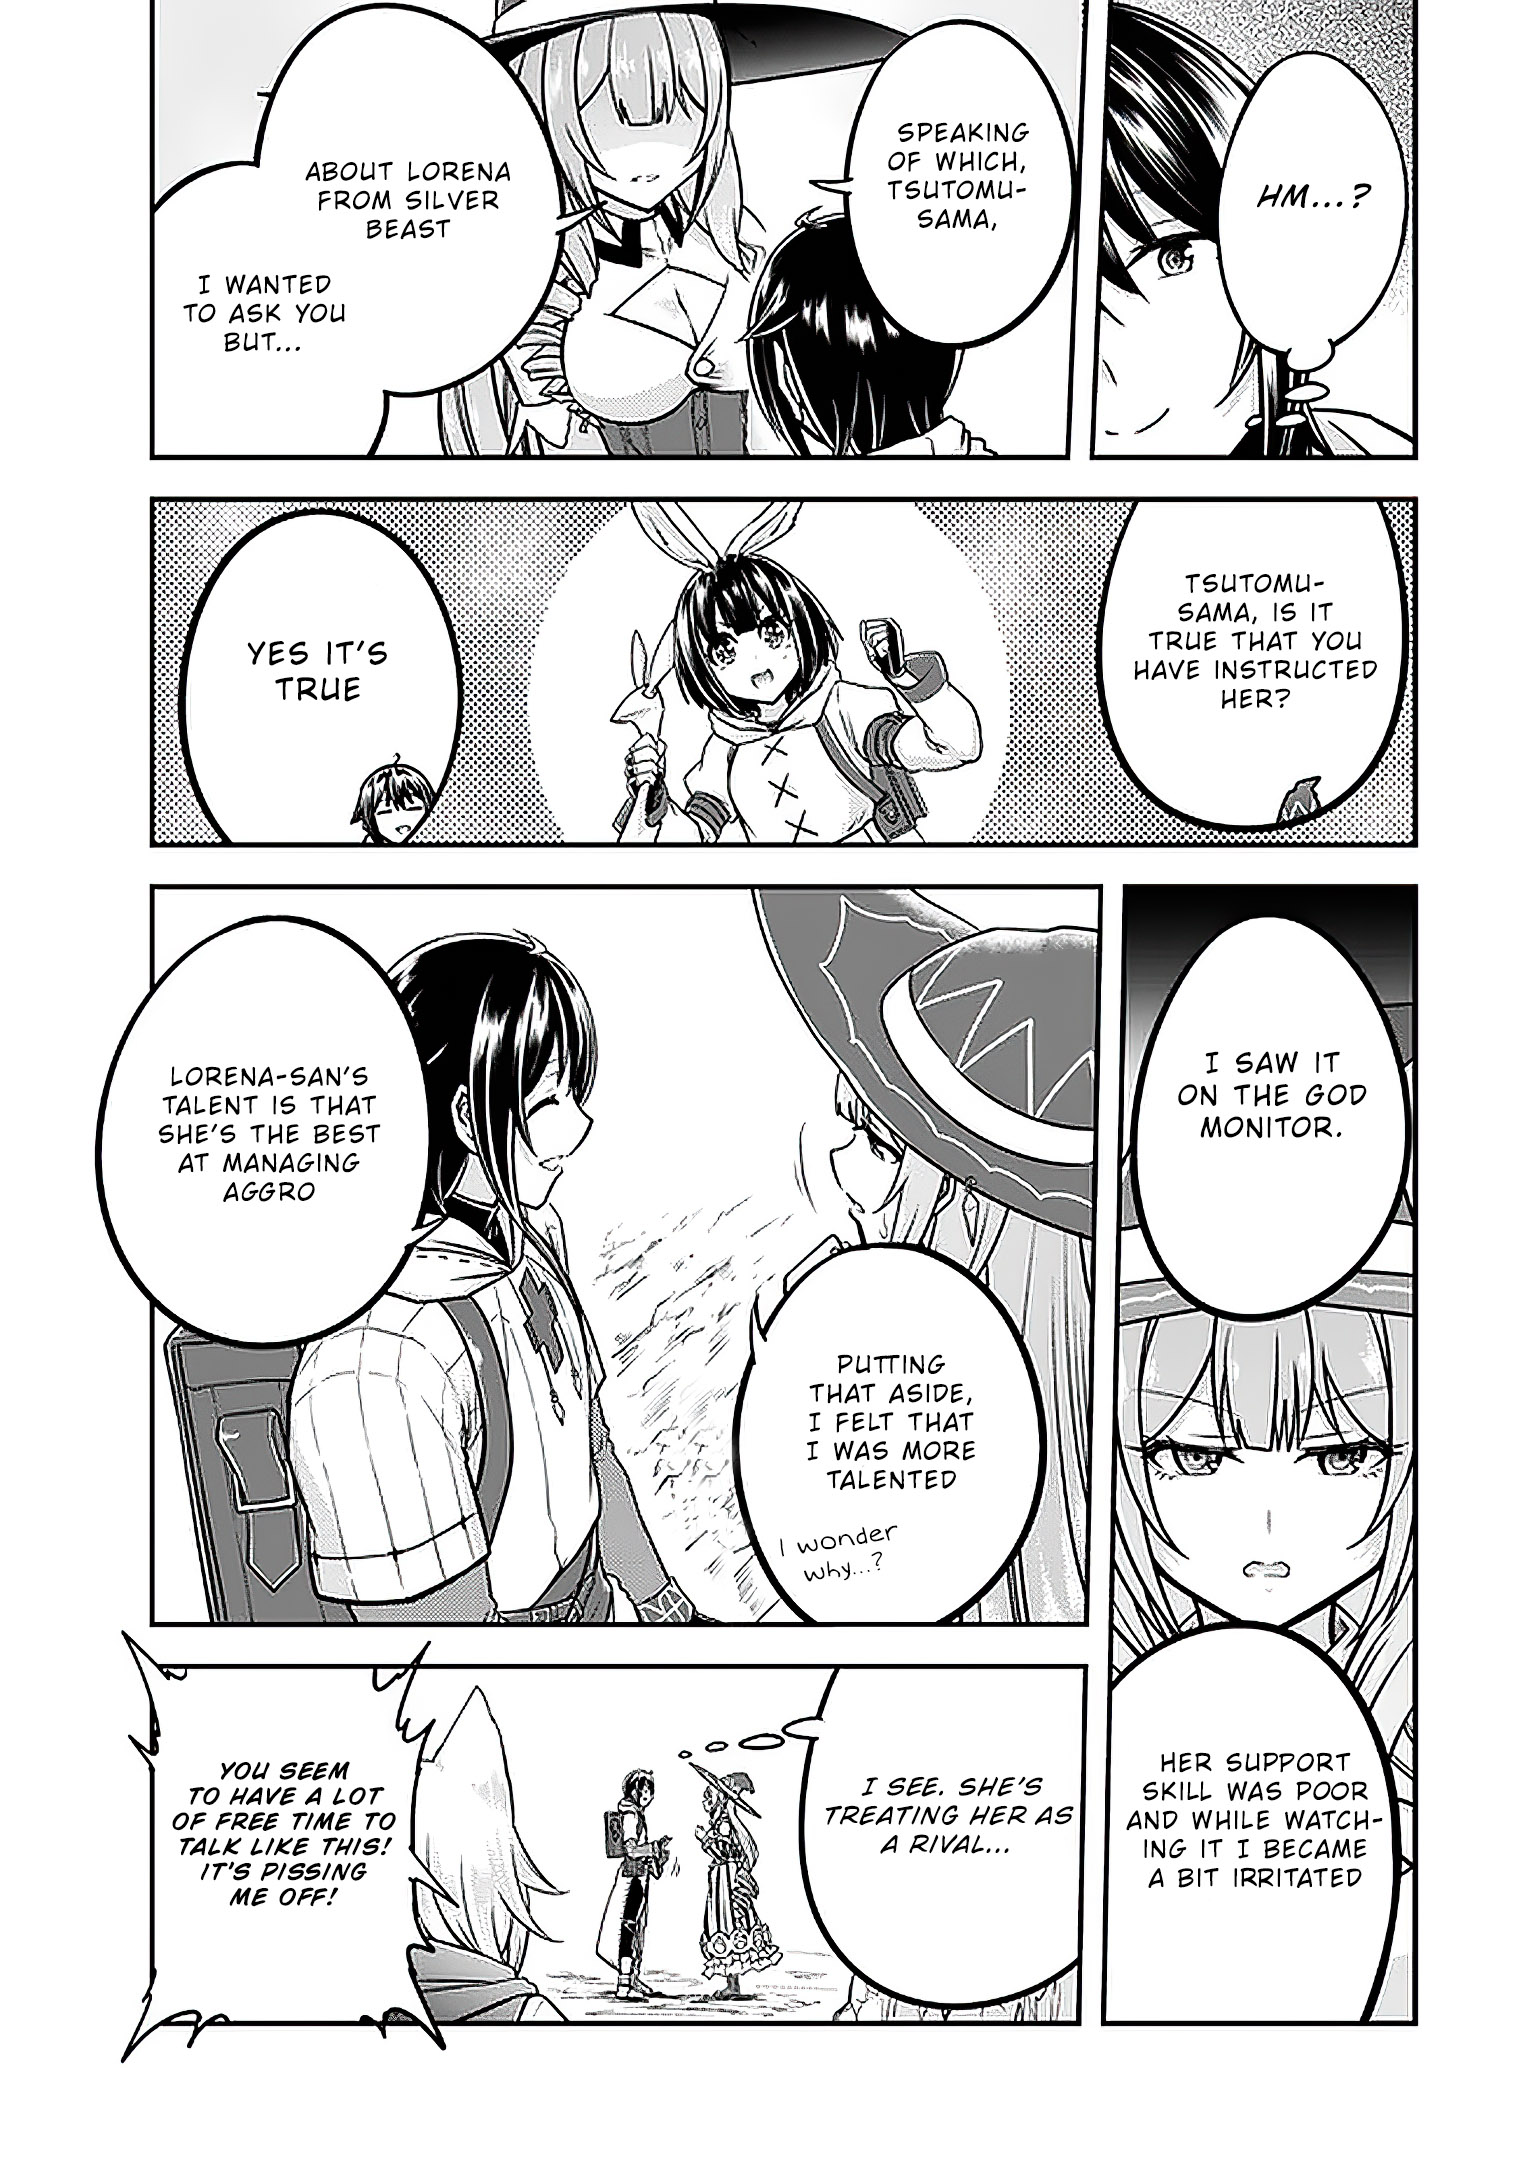 HM...?
SPEAKING
OF WHICH,
TSUTOMU-
SAMA,
ABOUT LORENA
FROM SILVER
BEAST
I WANTED
TO ASK YOU
BUT...
TSUTOMU-
SAMA, IS IT
TRUE THAT YOU
HAVE INSTRUCTED
HER?
YES IT'S
TRUE
I SAW IT
ON THE GOD
MONITOR.
HER SUPPORT
SKILL WAS POOR
AND WHILE WATCH-
ING IT I BECAME
A BIT IRRITATED
LORENA-SAN'S
TALENT IS THAT
SHE'S THE BEST
AT MANAGING
AGGRO
PUTTING
THAT ASIDE,
I FELT THAT
I WAS MORE
TALENTED
I wonder
why...?
I SEE. SHE'S
TREATING HER AS
A RIVAL...
YOU SEEM
TO HAVE A LOT
OF FREE TIME TO
TALK LIKE THIS!
IT'S PISSING
ME OFF!